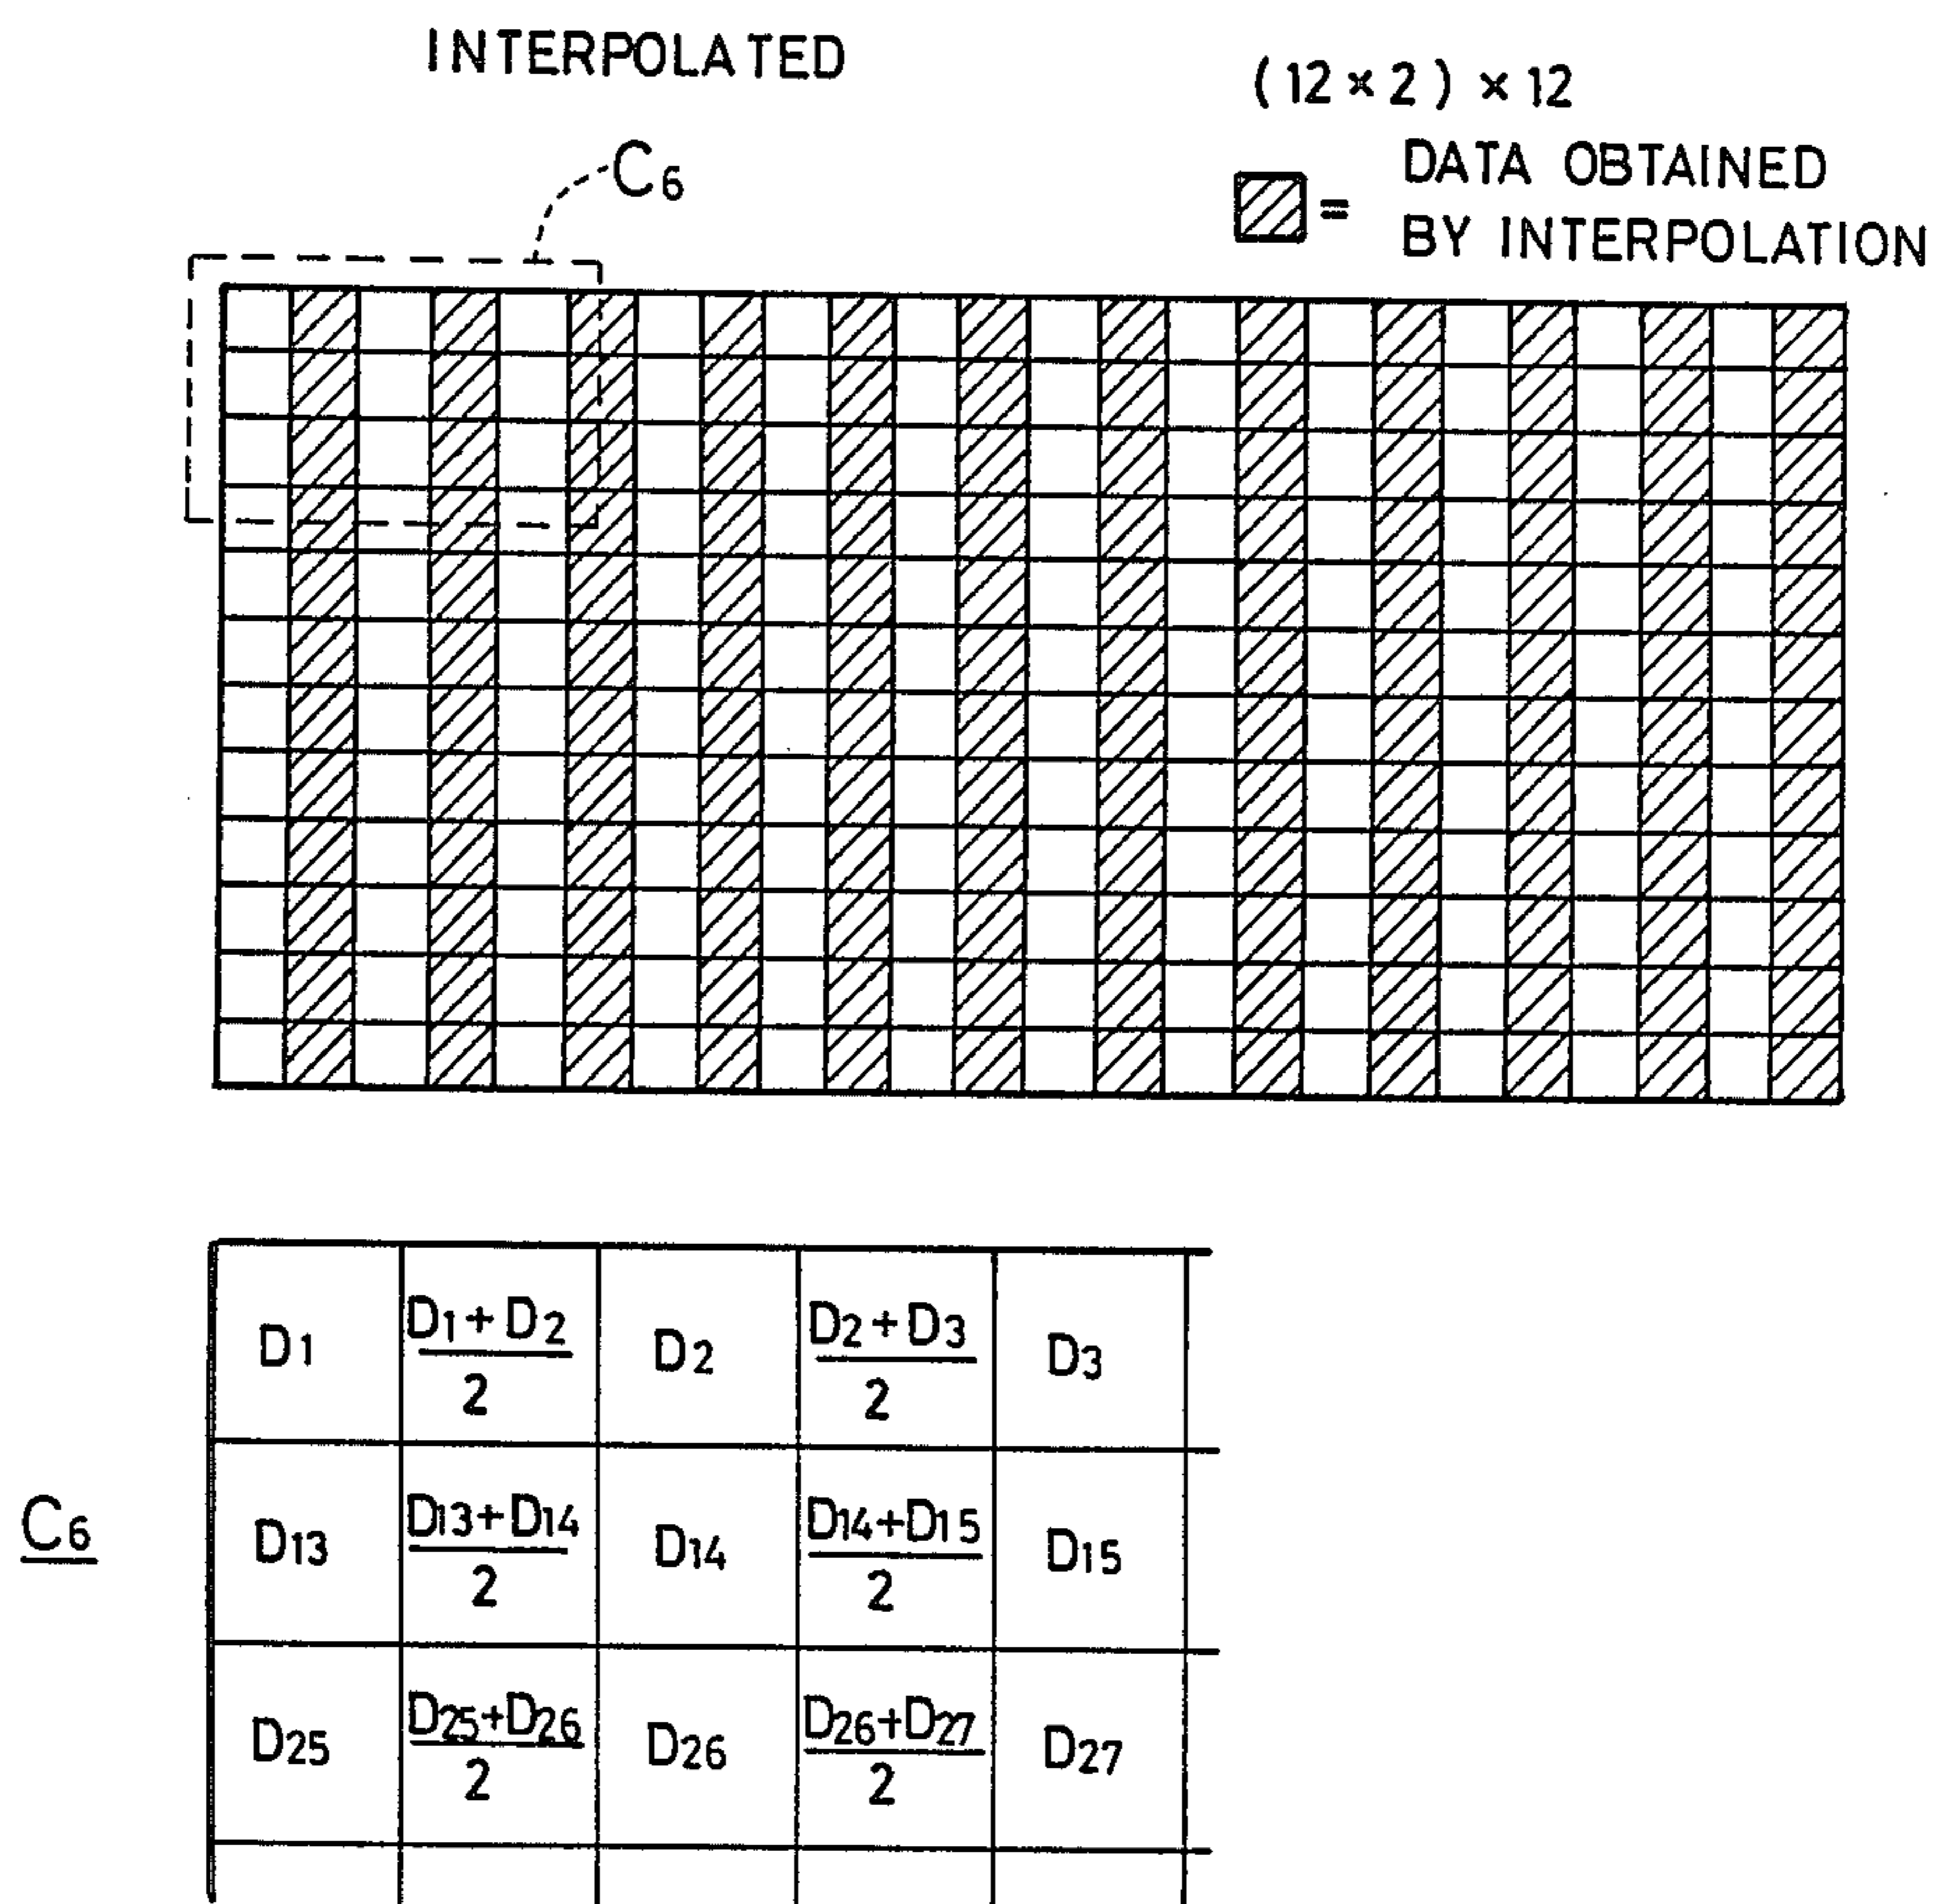 INTERPOLATED
(12 × 2) × 12
C6
= DATA OBTAINED
BY INTERPOLATION
D1 D1+D2 D2 D2+D3 D3
2 2
C6
D13 D13+D14 D14 D14+D15 D15
2 2
D25 D25+D26 D26 D26+D27 D27
2 2